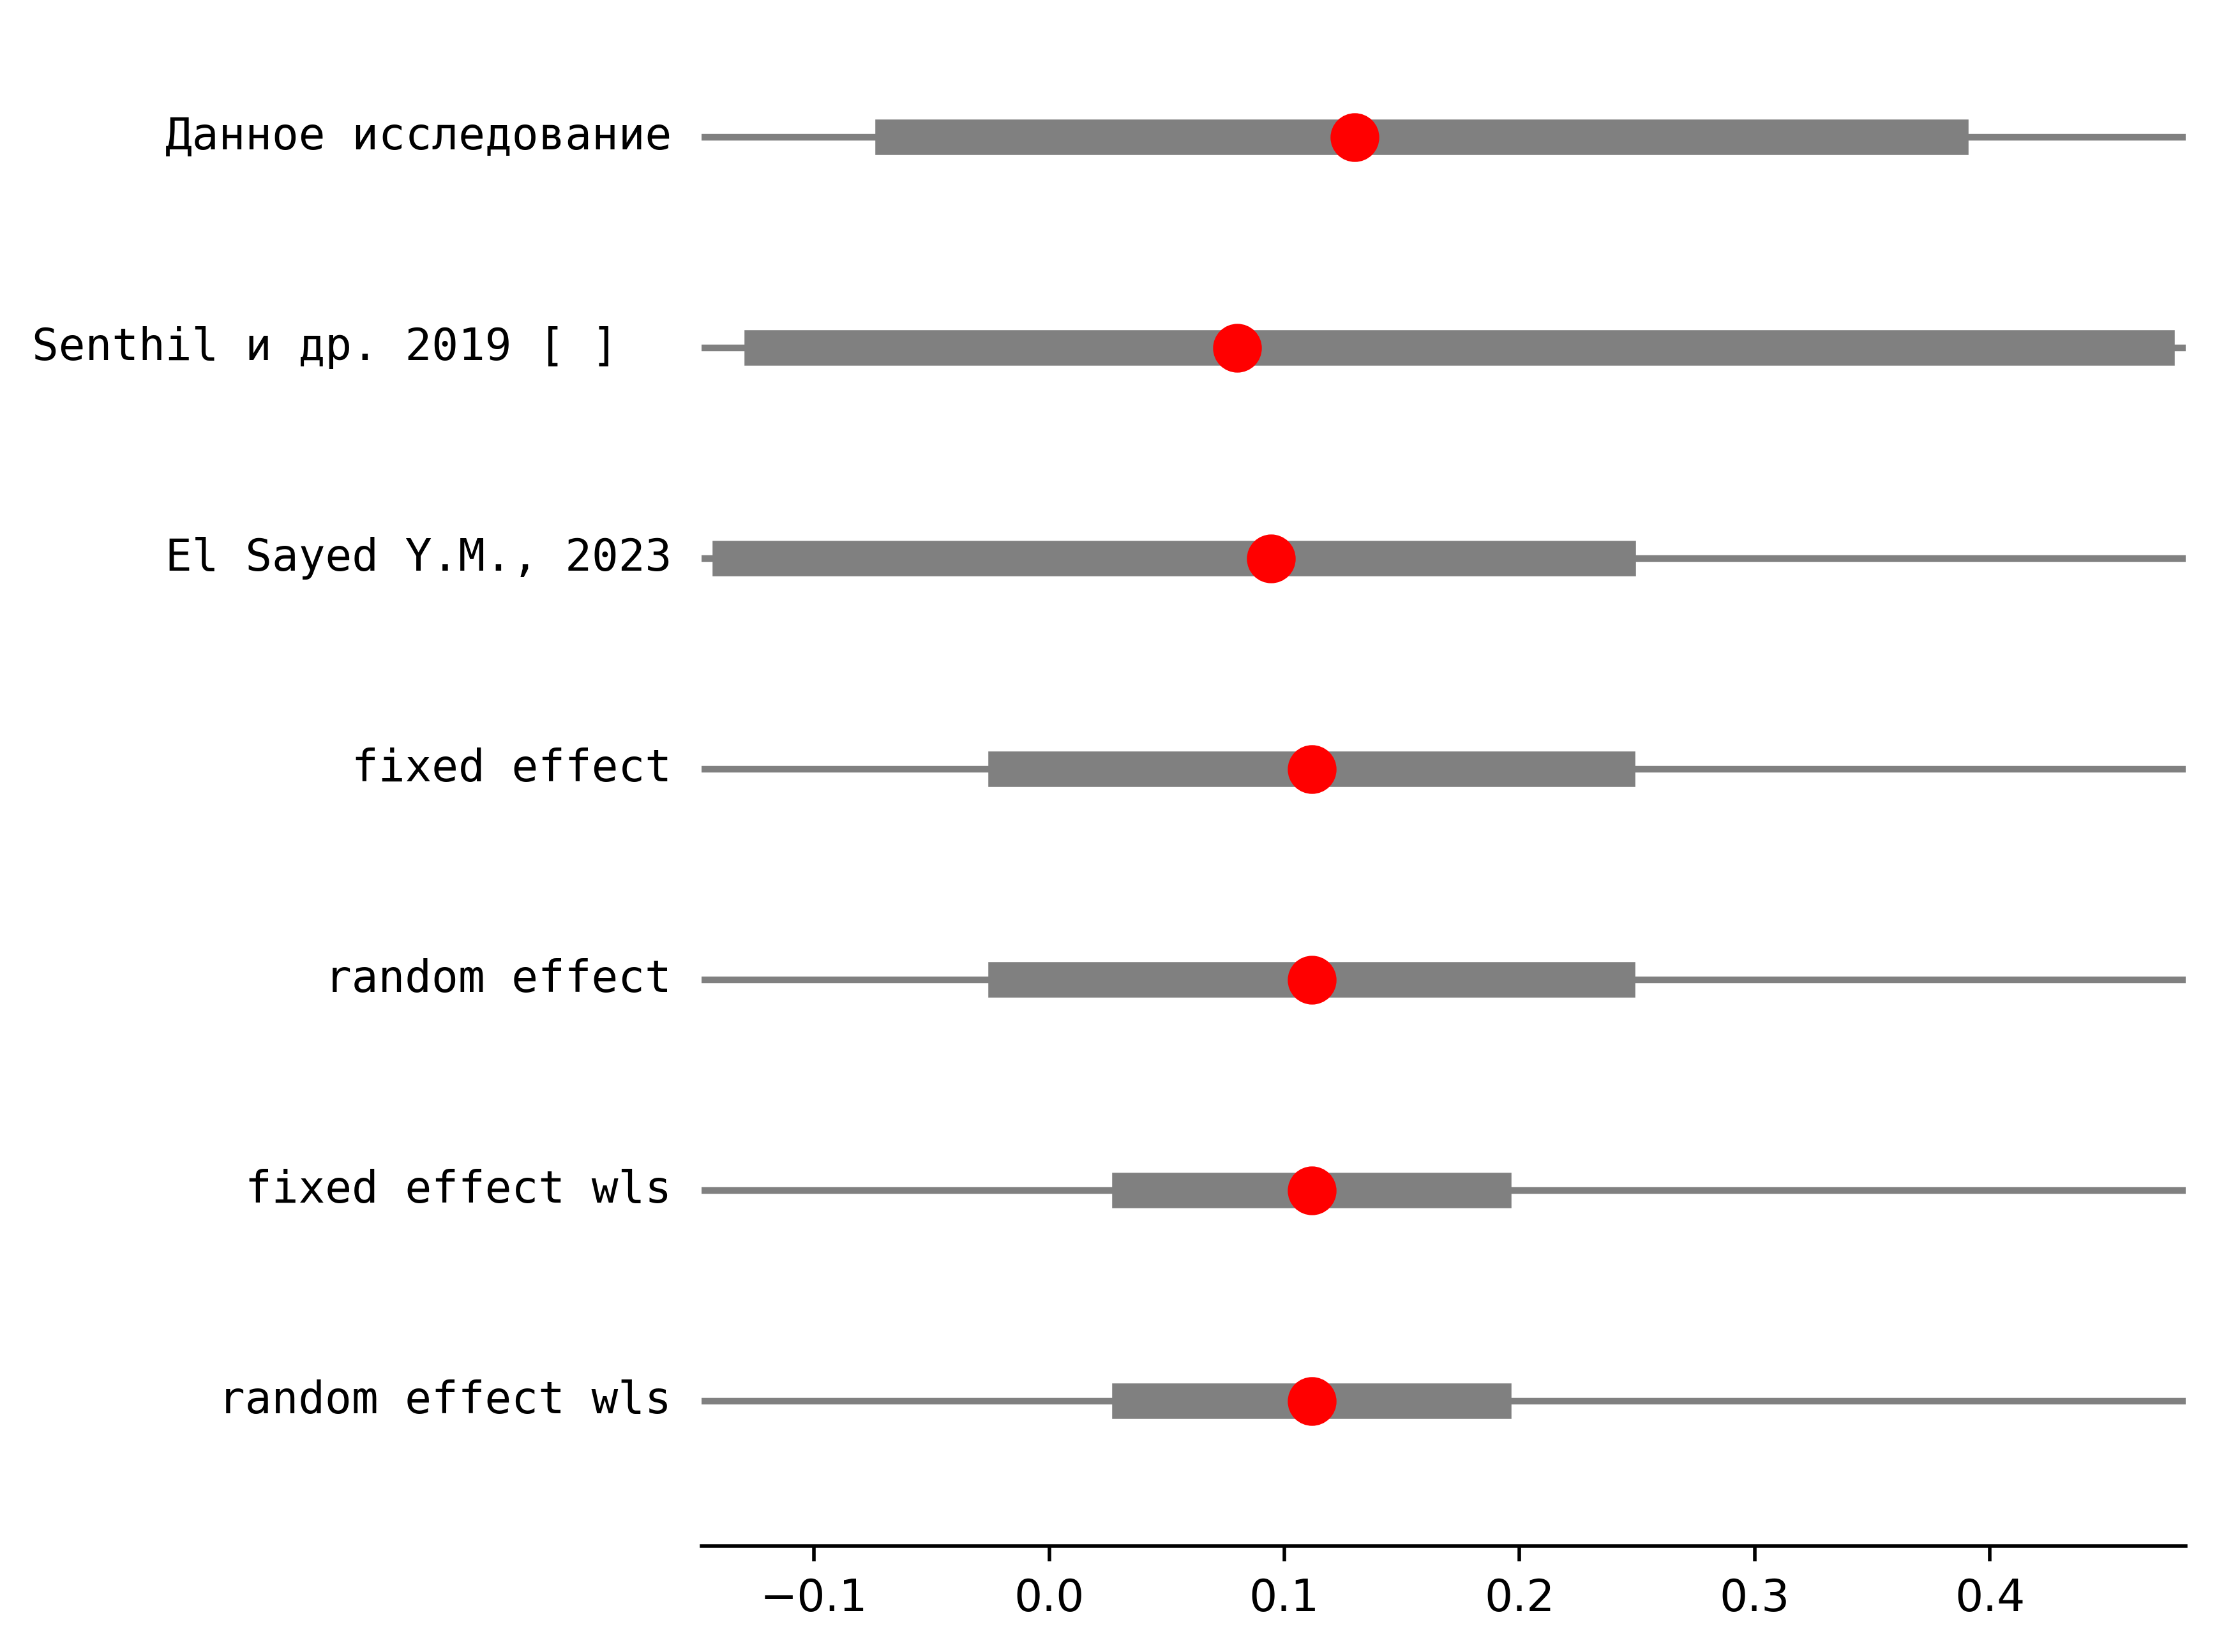 Данное исследование
Senthil и др. 2019 [ ]
El Sayed Y.M., 2023
fixed effect
random effect
fixed effect wls
random effect wls
−0.1 0.0 0.1 0.2 0.3 0.4